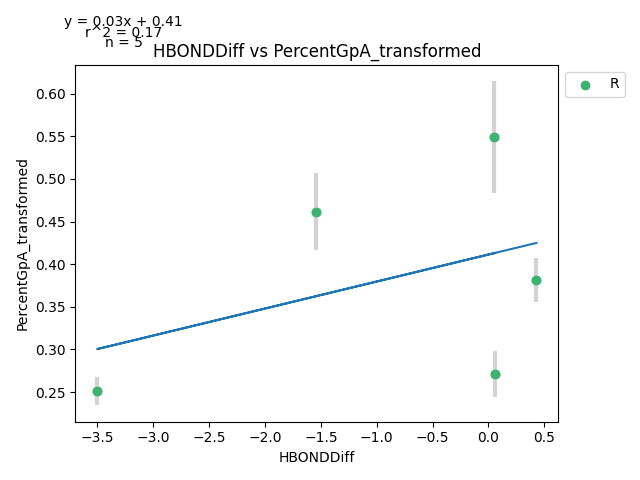 y = 0.03x + 0.41
r^2 = 0.17
n = 5
HBONDDiff vs PercentGpA_transformed
R
PercentGpA_transformed
0.60
0.55
0.50
0.45
0.40
0.35
0.30
0.25
−3.5 −3.0 −2.5 −2.0 −1.5 −1.0 −0.5 0.0 0.5
HBONDDiff